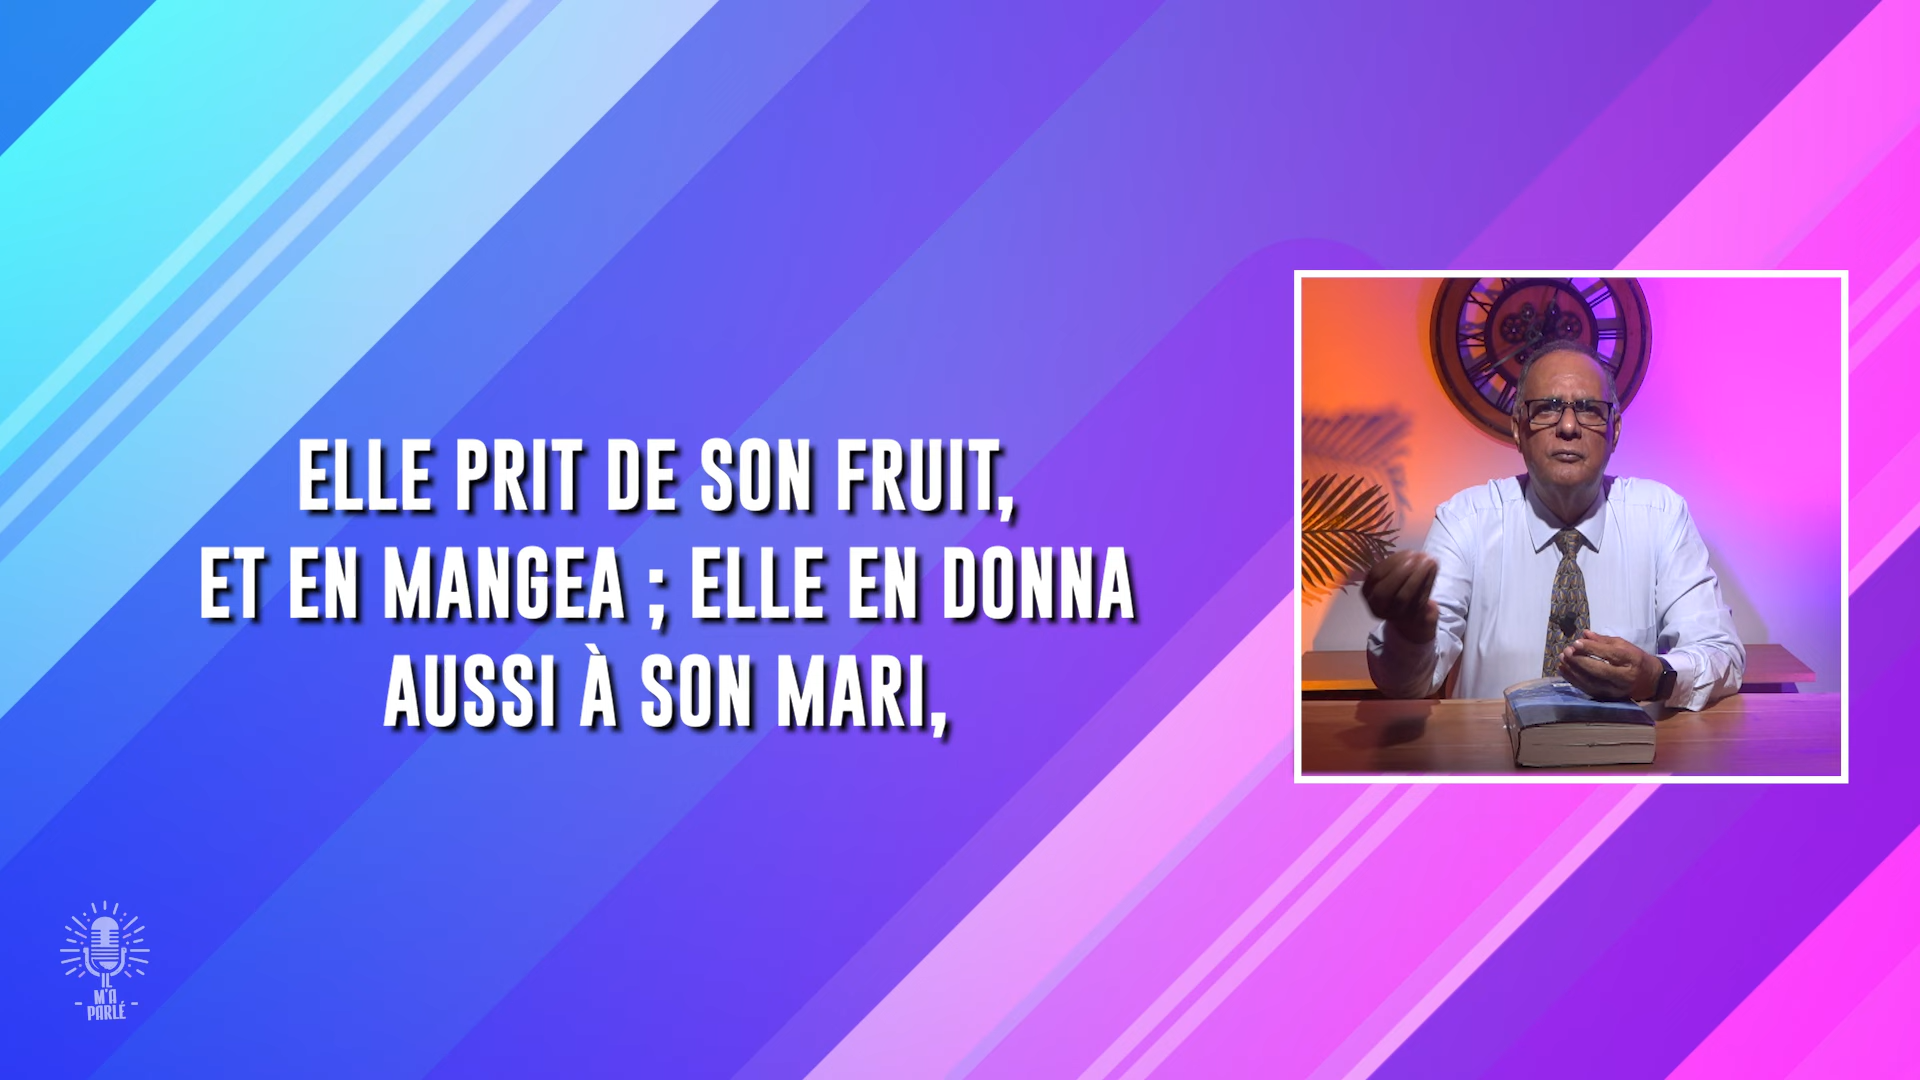 ELLE PRIT DE SON FRUIT,
ET EN MANGEA ; ELLE EN DONNA
AUSSI À SON MARI,
IL
M'A
- PARLÉ -